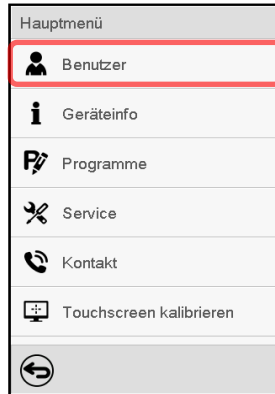 Hauptmenü
Benutzer
Geräteinfo
Programme
Service
Kontakt
Touchscreen kalibrieren